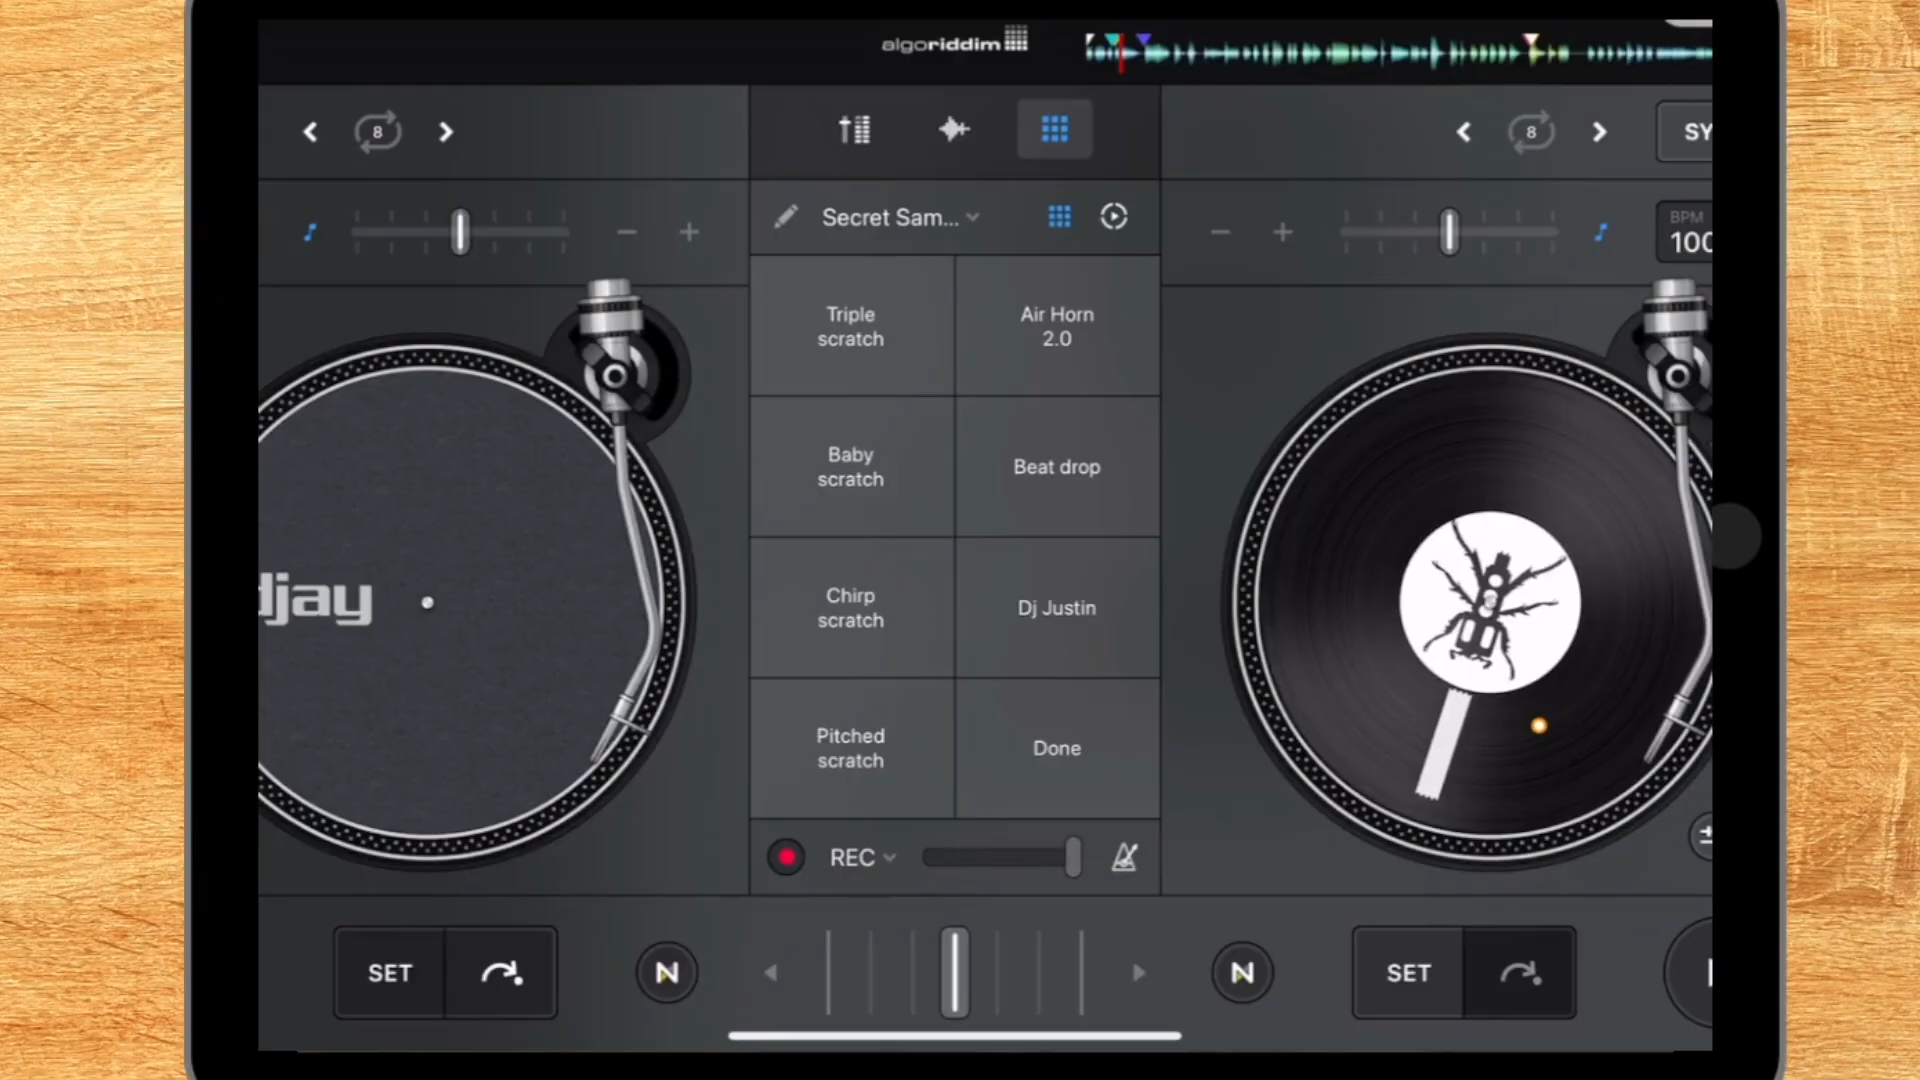 algoriddim
8
8
SY
Secret Sam...
BPM
100
Triple
scratch
Air Horn
2.0
Baby
scratch
Beat drop
Chirp
scratch
Dj Justin
djay
Pitched
scratch
Done
REC
SET
N
N
SET